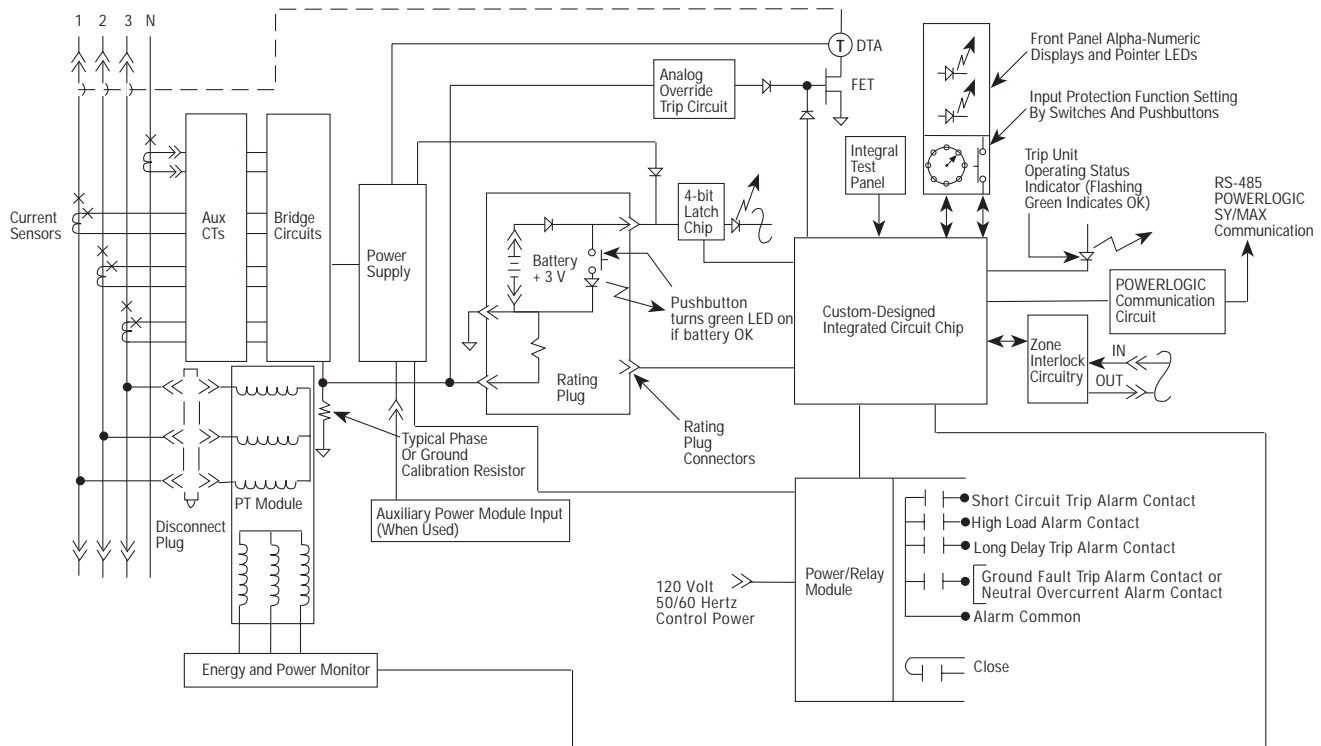 1 2 3 N
T DTA
FET
Analog
Override
Trip Circuit
Front Panel Alpha-Numeric
Displays and Pointer LEDs
Input Protection Function Setting
By Switches And Pushbuttons
Integral
Test
Panel
Trip Unit
Operating Status
Indicator (Flashing
Green Indicates OK)
RS-485
POWERLOGIC
SY/MAX
Communication
Current
Sensors
Aux
CTs
Bridge
Circuits
Power
Supply
4-bit
Latch
Chip
Battery
+ 3 V
Pushbutton
turns green LED on
if battery OK
Custom-Designed
Integrated Circuit Chip
POWERLOGIC
Communication
Circuit
Zone
Interlock
Circuitry
IN
OUT
Rating
Plug
Rating
Plug
Connectors
Typical Phase
Or Ground
Calibration Resistor
PT Module
Disconnect
Plug
Auxiliary Power Module Input
(When Used)
120 Volt
50/60 Hertz
Control Power
Power/Relay
Module
Short Circuit Trip Alarm Contact
High Load Alarm Contact
Long Delay Trip Alarm Contact
Ground Fault Trip Alarm Contact or
Neutral Overcurrent Alarm Contact
Alarm Common
Close
Energy and Power Monitor